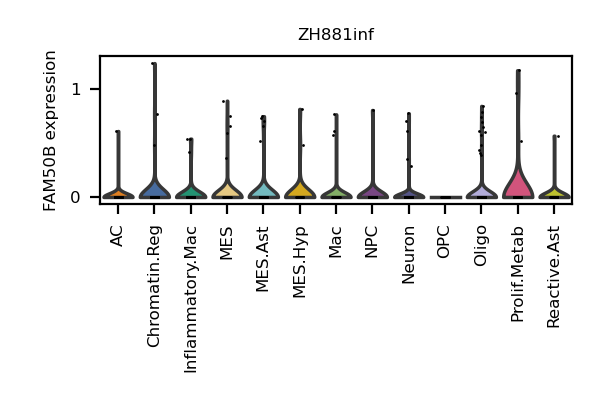 ZH881inf
FAM50B expression
1
0
AC
Chromatin.Reg
Inflammatory.Mac
MES
MES.Ast
MES.Hyp
Mac
NPC
Neuron
OPC
Oligo
Prolif.Metab
Reactive.Ast